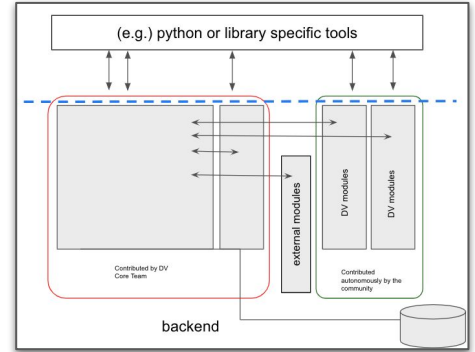 (e.g.) python or library specific tools
external modules
DV modules
DV modules
Contributed by DV
Core Team
Contributed
autonomously by the
community
backend